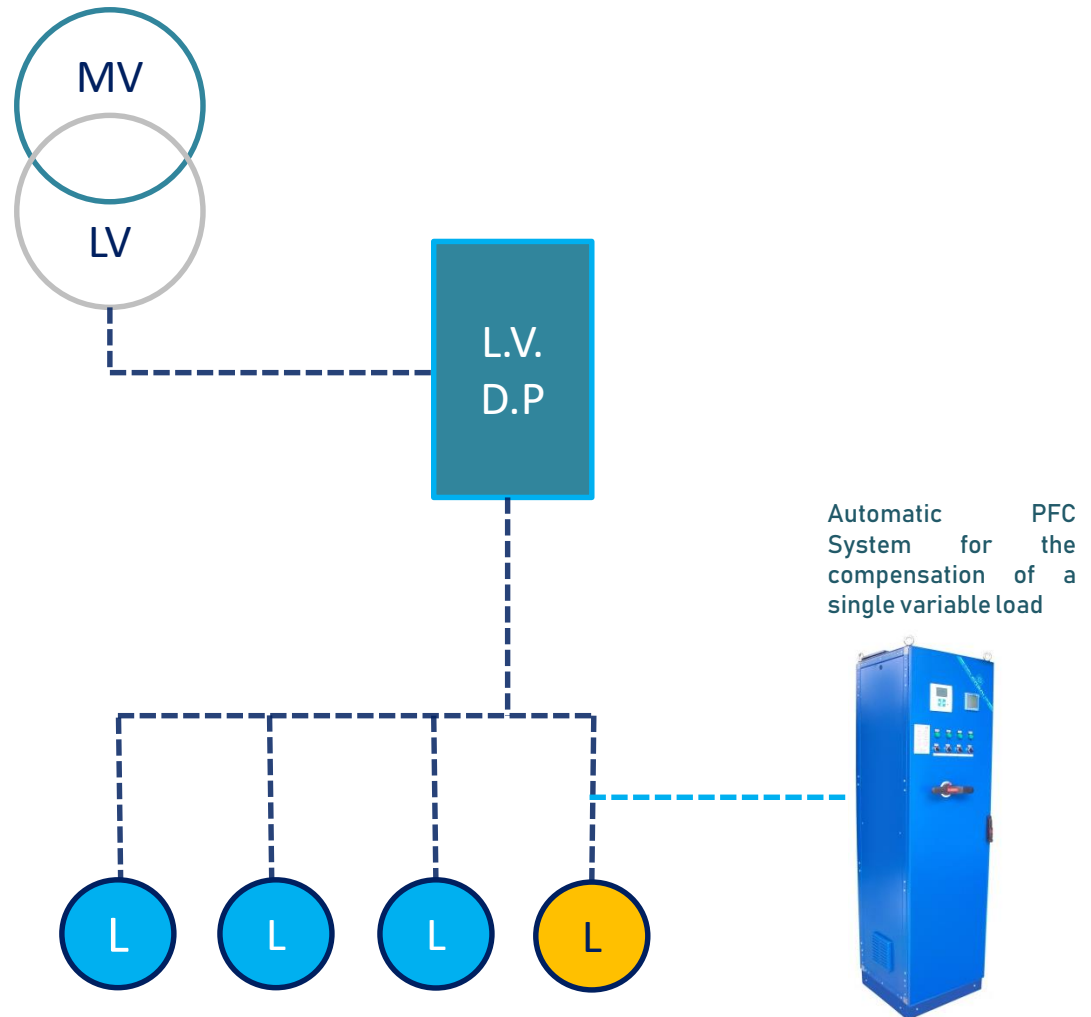 MV
LV
L.V.
D.P
Automatic PFC
System for the
compensation of a
single variable load
L
L
L
L